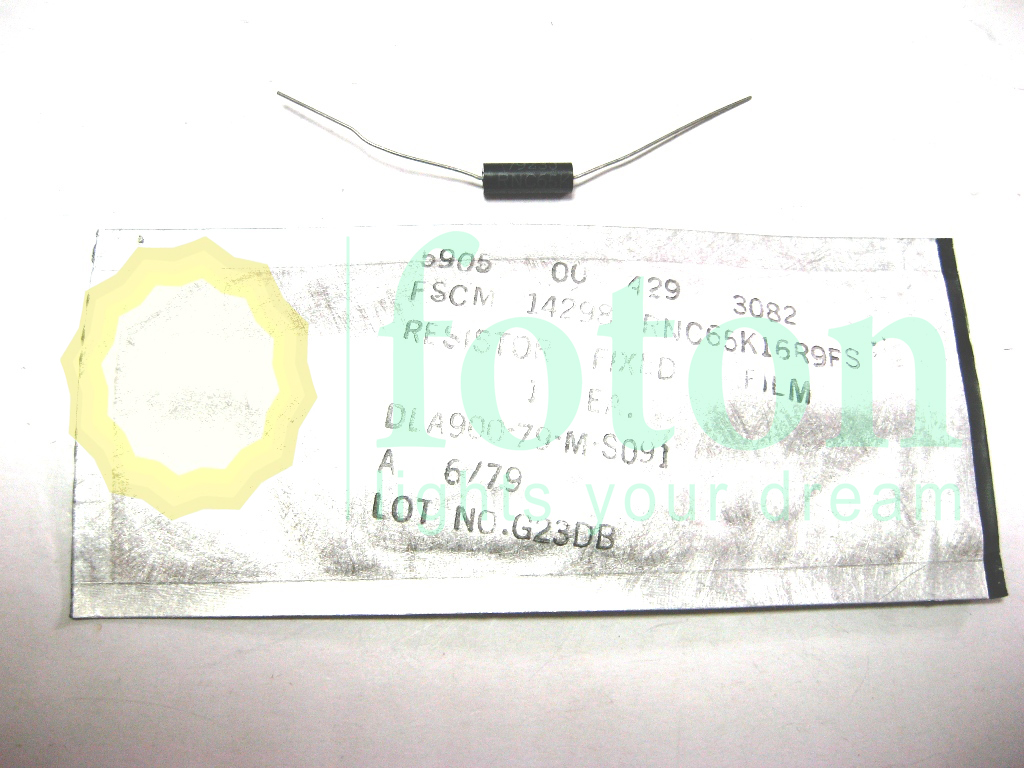 5905 00 429 3082
FSCM 14298 RNC65K16R9FS
RESISTOR FIXED FILM
1 EA.
DLA900-79-M-S091
A 6/79
LOT NO.G23DB
foton
lights your dream